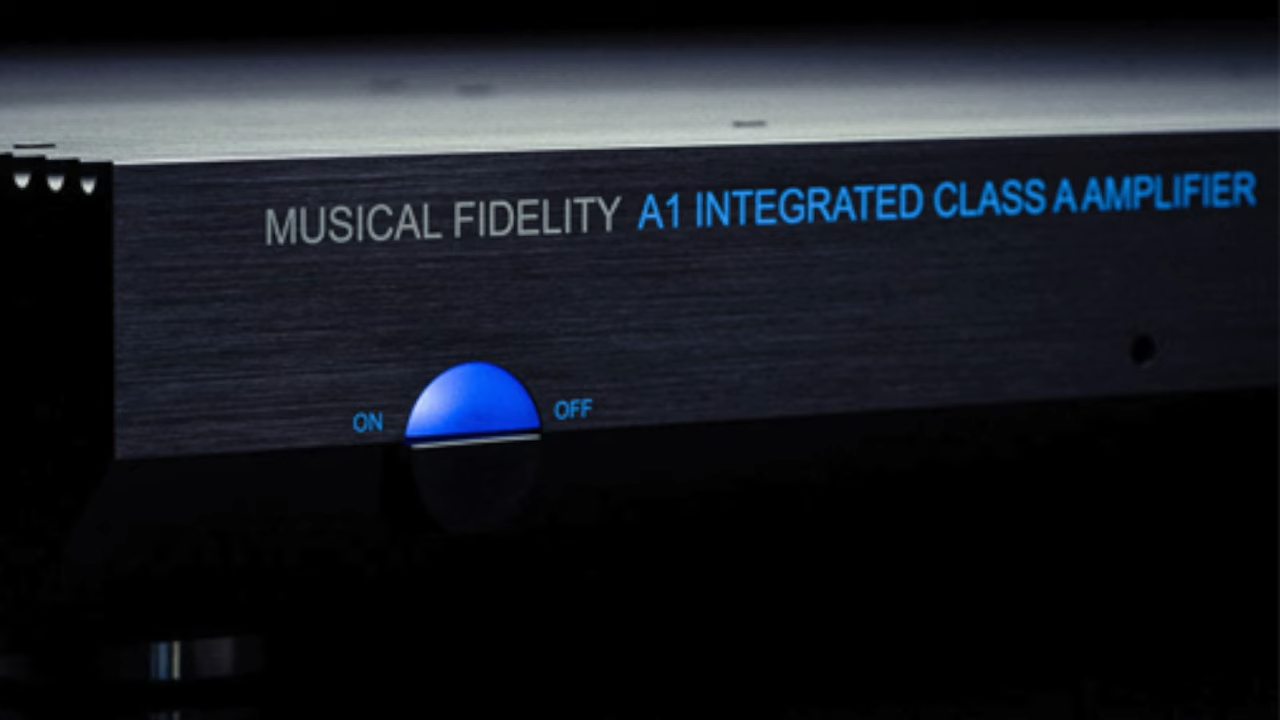 MUSICAL FIDELITY A1 INTEGRATED CLASS A AMPLIFIER
ON OFF